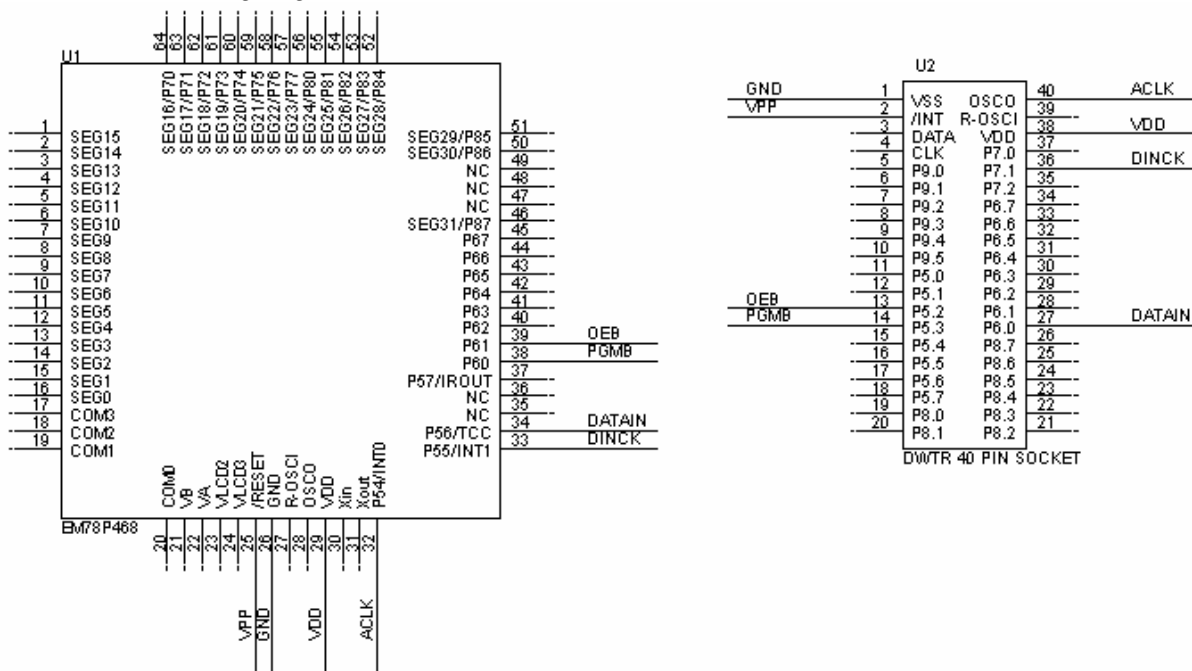 U1
64 63 62 61 60 59 58 57 56 55 54 53 52
SEG16/P70
SEG17/P71
SEG18/P72
SEG19/P73
SEG20/P74
SEG21/P75
SEG22/P76
SEG23/P77
SEG24/P80
SEG25/P81
SEG26/P82
SEG27/P83
SEG28/P84
1 SEG15
2 SEG14
3 SEG13
4 SEG12
5 SEG11
6 SEG10
7 SEG9
8 SEG8
9 SEG7
10 SEG6
11 SEG5
12 SEG4
13 SEG3
14 SEG2
15 SEG1
16 SEG0
17 COM3
18 COM2
19 COM1
SEG29/P85 51
SEG30/P86 50
NC 49
NC 48
NC 47
SEG31/P87 46
P67 45
P66 44
P65 43
P64 42
P63 41
P62 40
P61 39 OEB
P60 38 PGMB
P57/IROUT 37
NC 36
NC 35
P56/TCC 34 DATAIN
P55/INT1 33 DINCK
COM0
VB
VA
VLCD2
VLCD3
/RESET
GND
R-OSCI
OSCO
VDD
Xin
Xout
P54/INT0
EM78P468
20 21 22 23 24 25 26 27 28 29 30 31 32
VPP
GND
VDD
ACLK
U2
GND 1 VSS OSCO 40 ACLK
VPP 2 /INT R-OSCI 39
3 DATA VDD 38 VDD
4 CLK P7.0 37
5 P9.0 P7.1 36 DINCK
6 P9.1 P7.2 35
7 P9.2 P6.7 34
8 P9.3 P6.6 33
9 P9.4 P6.5 32
10 P9.5 P6.4 31
11 P5.0 P6.3 30
12 P5.1 P6.2 29
OEB 13 P5.2 P6.1 28
PGMB 14 P5.3 P6.0 27 DATAIN
15 P5.4 P8.7 26
16 P5.5 P8.6 25
17 P5.6 P8.5 24
18 P5.7 P8.4 23
19 P8.0 P8.3 22
20 P8.1 P8.2 21
DWTR 40 PIN SOCKET